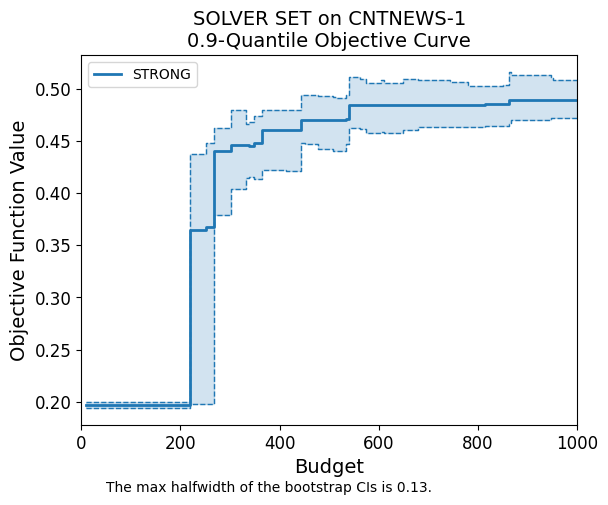 SOLVER SET on CNTNEWS-1
0.9-Quantile Objective Curve
STRONG
Objective Function Value
0.50
0.45
0.40
0.35
0.30
0.25
0.20
0 200 400 600 800 1000
Budget
The max halfwidth of the bootstrap CIs is 0.13.